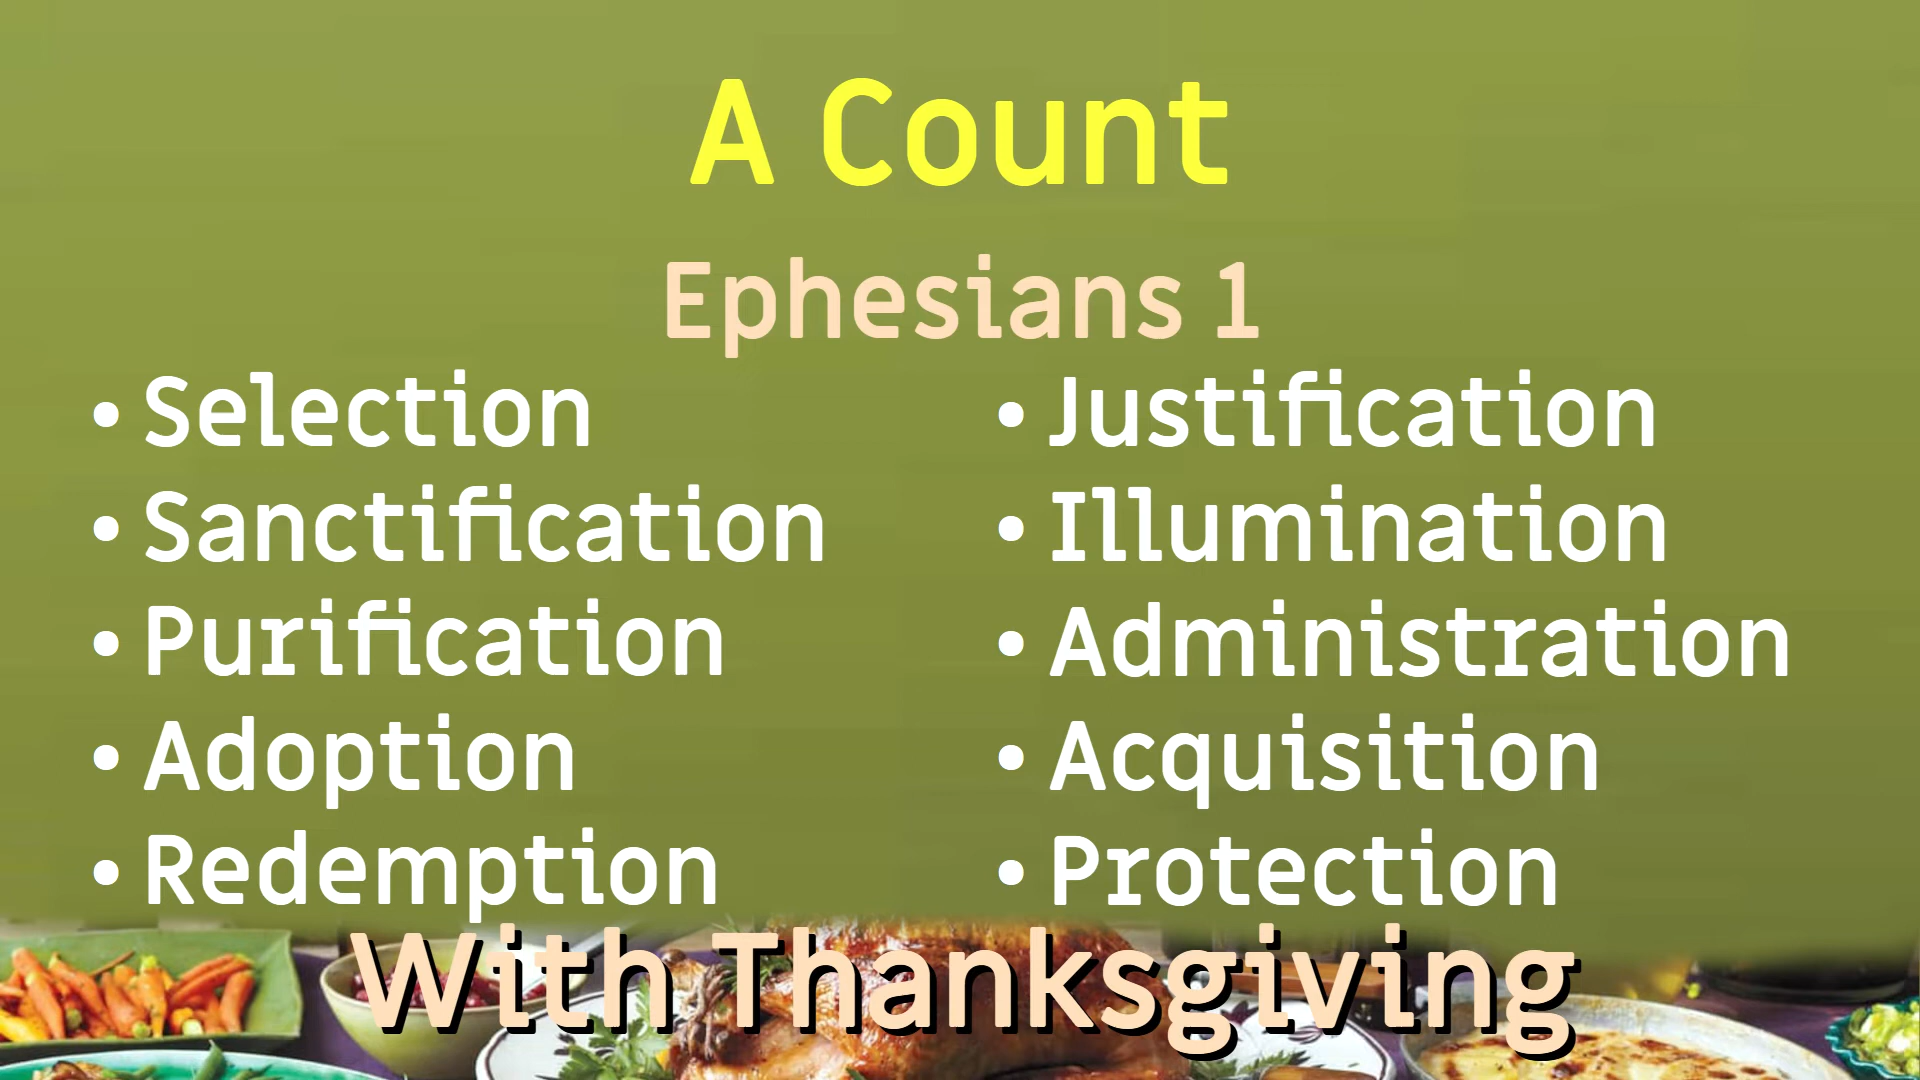 A Count
Ephesians 1
• Selection
• Sanctification
• Purification
• Adoption
• Redemption
• Justification
• Illumination
• Administration
• Acquisition
• Protection
With Thanksgiving